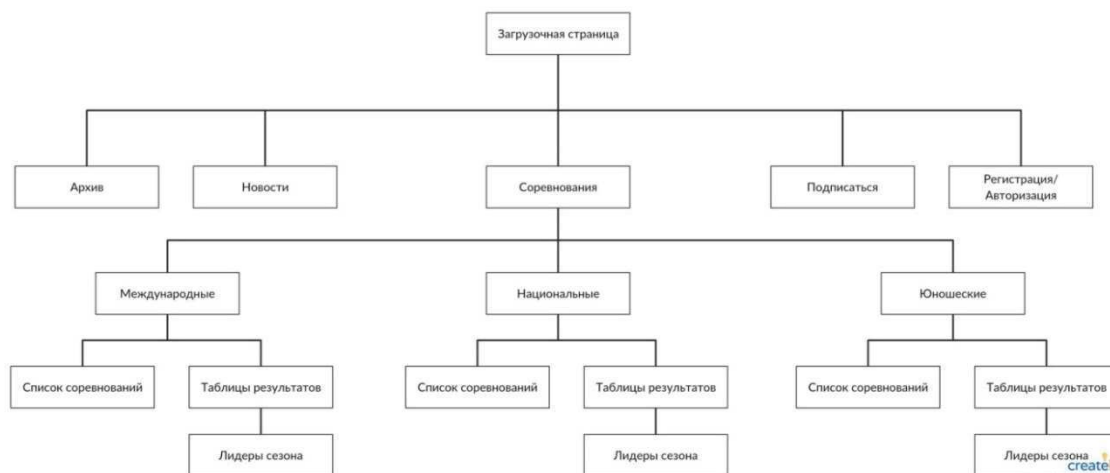 Загрузочная страница
Архив
Новости
Соревнования
Подписаться
Регистрация/
Авторизация
Международные
Национальные
Юношеские
Список соревнований
Таблицы результатов
Список соревнований
Таблицы результатов
Список соревнований
Таблицы результатов
Лидеры сезона
Лидеры сезона
Лидеры сезона
create